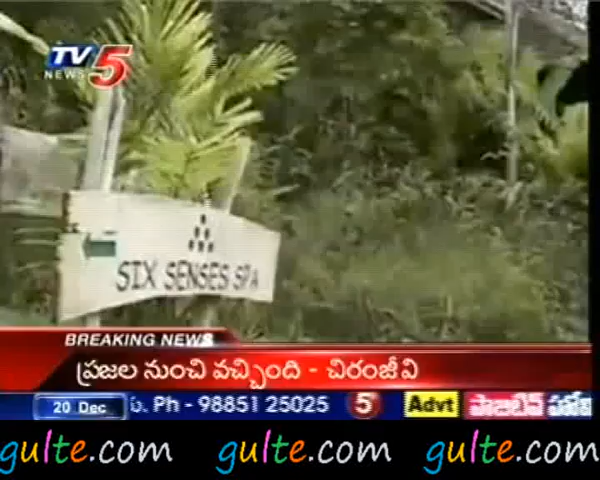 TV5
NEWS
SIX SENSES SPA
BREAKING NEWS
ప్రజల నుంచి వచ్చింది - చిరంజీవి
20 Dec Ph - 98851 25025 5 Advt పాజిటివ్
gulte.com gulte.com gulte.com